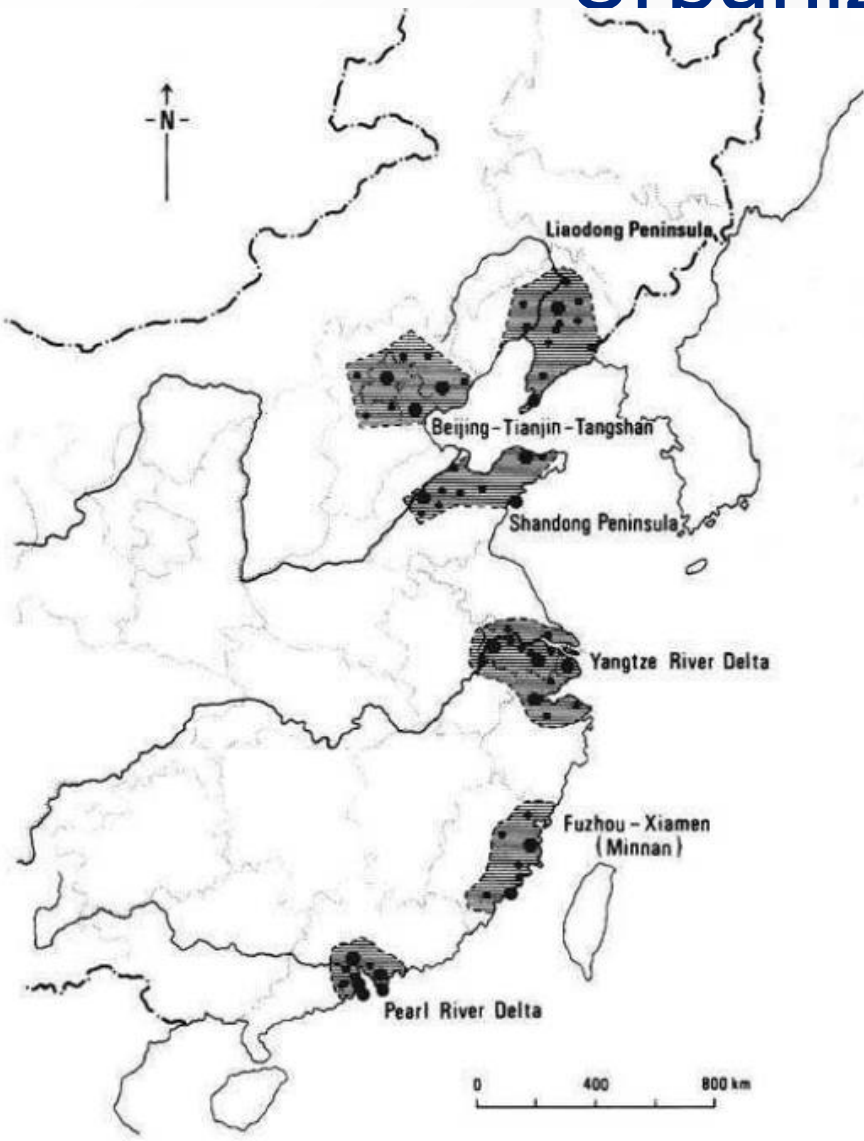 -N-
Liaodong Peninsula
Beijing-Tianjin-Tangshan
Shandong Peninsula
Yangtze River Delta
Fuzhou - Xiamen
(Minnan)
Pearl River Delta
0 400 800 km